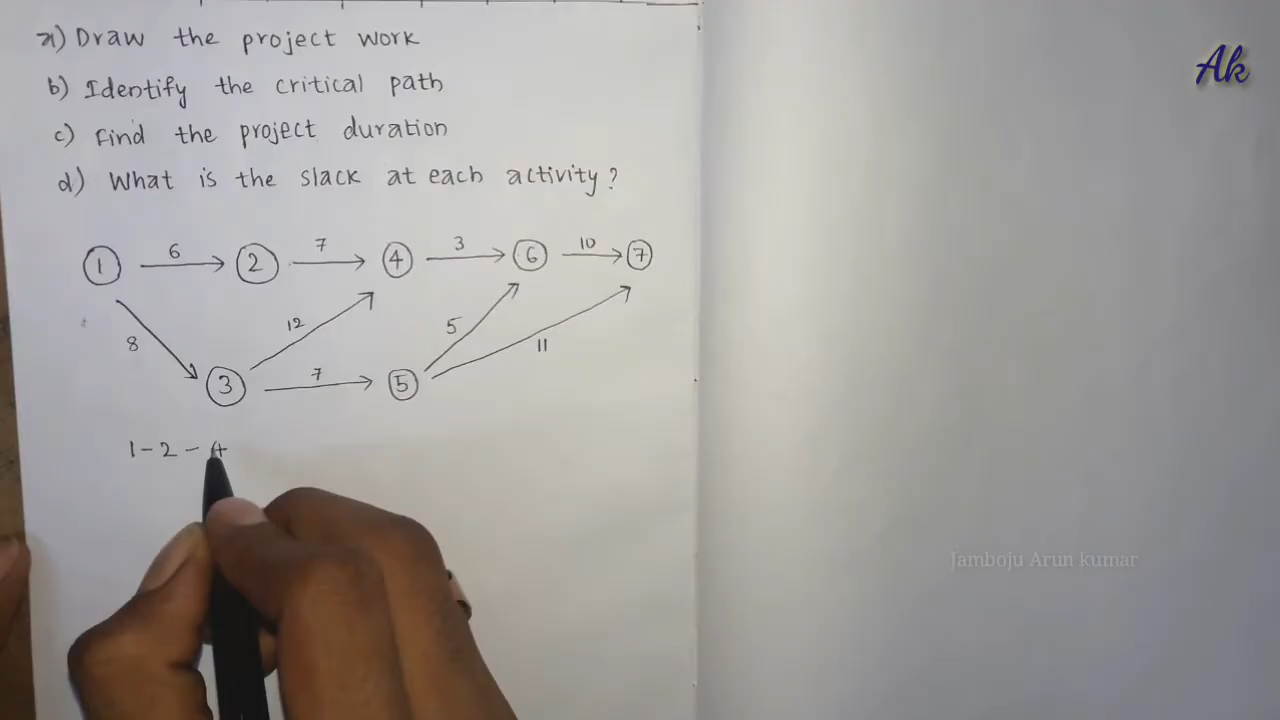 a) Draw the project work
b) Identify the critical path
c) Find the project duration
d) What is the slack at each activity?
1 6 2 7 4 3 6 10 7
8 12 5 11
3 7 5
1-2-4
Ak
Jamboju Arun kumar